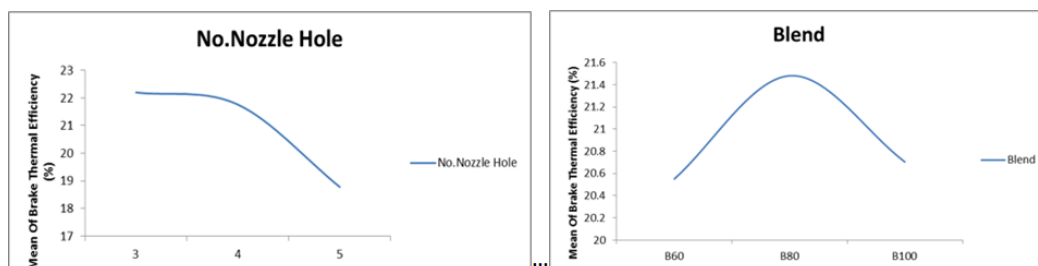 No.Nozzle Hole
Mean Of Brake Thermal Efficiency
(%)
23
22
21
20
19
18
17
3 4 5
No.Nozzle Hole
...
Blend
Mean Of Brake Thermal Efficiency (%)
21.6
21.4
21.2
21
20.8
20.6
20.4
20.2
20
B60 B80 B100
Blend